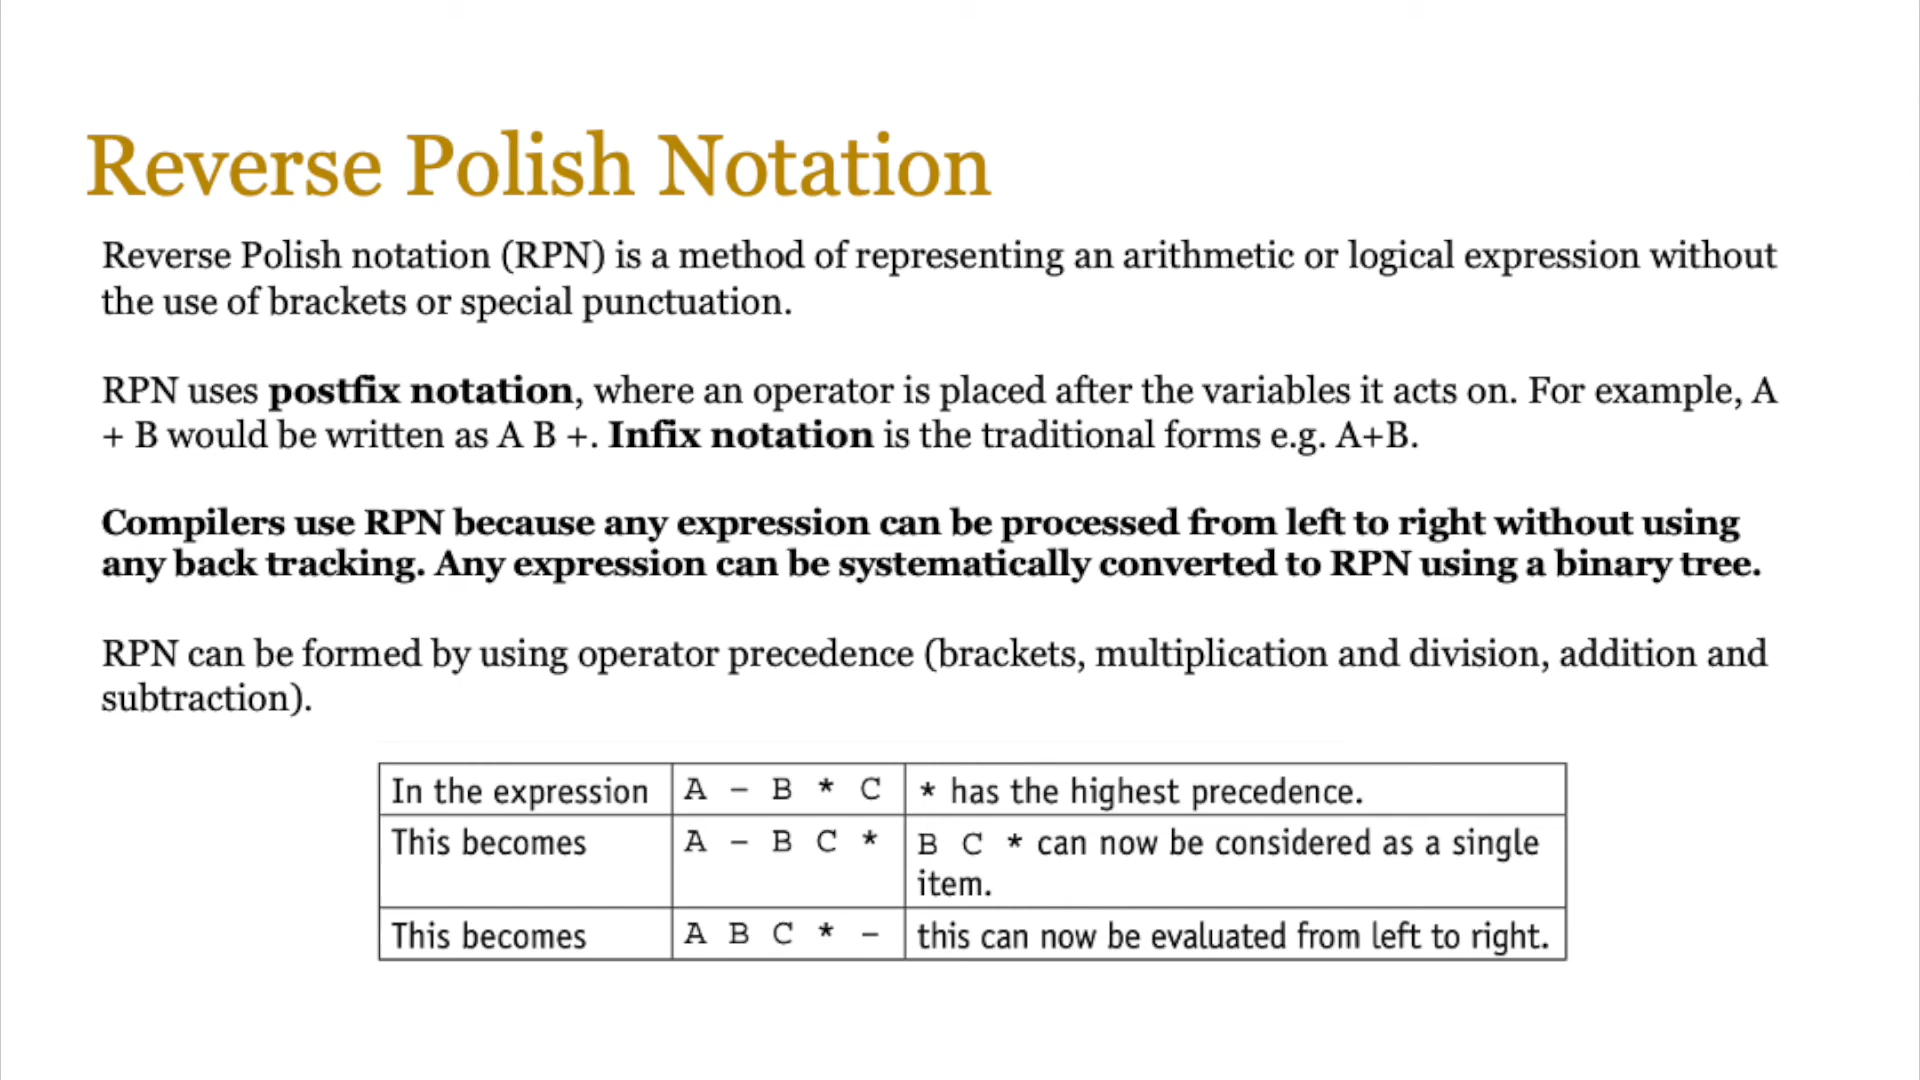 Reverse Polish Notation
Reverse Polish notation (RPN) is a method of representing an arithmetic or logical expression without
the use of brackets or special punctuation.
RPN uses postfix notation, where an operator is placed after the variables it acts on. For example, A
+ B would be written as A B +. Infix notation is the traditional forms e.g. A+B.
Compilers use RPN because any expression can be processed from left to right without using
any back tracking. Any expression can be systematically converted to RPN using a binary tree.
RPN can be formed by using operator precedence (brackets, multiplication and division, addition and
subtraction).
In the expression A – B * C * has the highest precedence.
This becomes A – B C * B C * can now be considered as a single
item.
This becomes A B C * – this can now be evaluated from left to right.